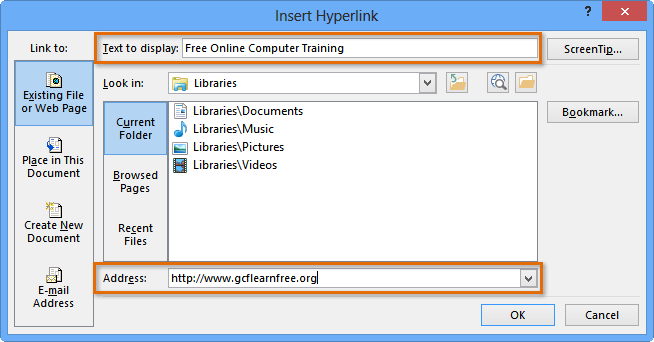 Insert Hyperlink
?
Link to:
Text to display: Free Online Computer Training
ScreenTip...
Existing File
or Web Page
Look in: Libraries
Bookmark...
Current
Folder
Libraries\Documents
Libraries\Music
Libraries\Pictures
Libraries\Videos
Place in This
Document
Browsed
Pages
Create New
Document
Recent
Files
E-mail
Address
Address: http://www.gcflearnfree.org
OK
Cancel